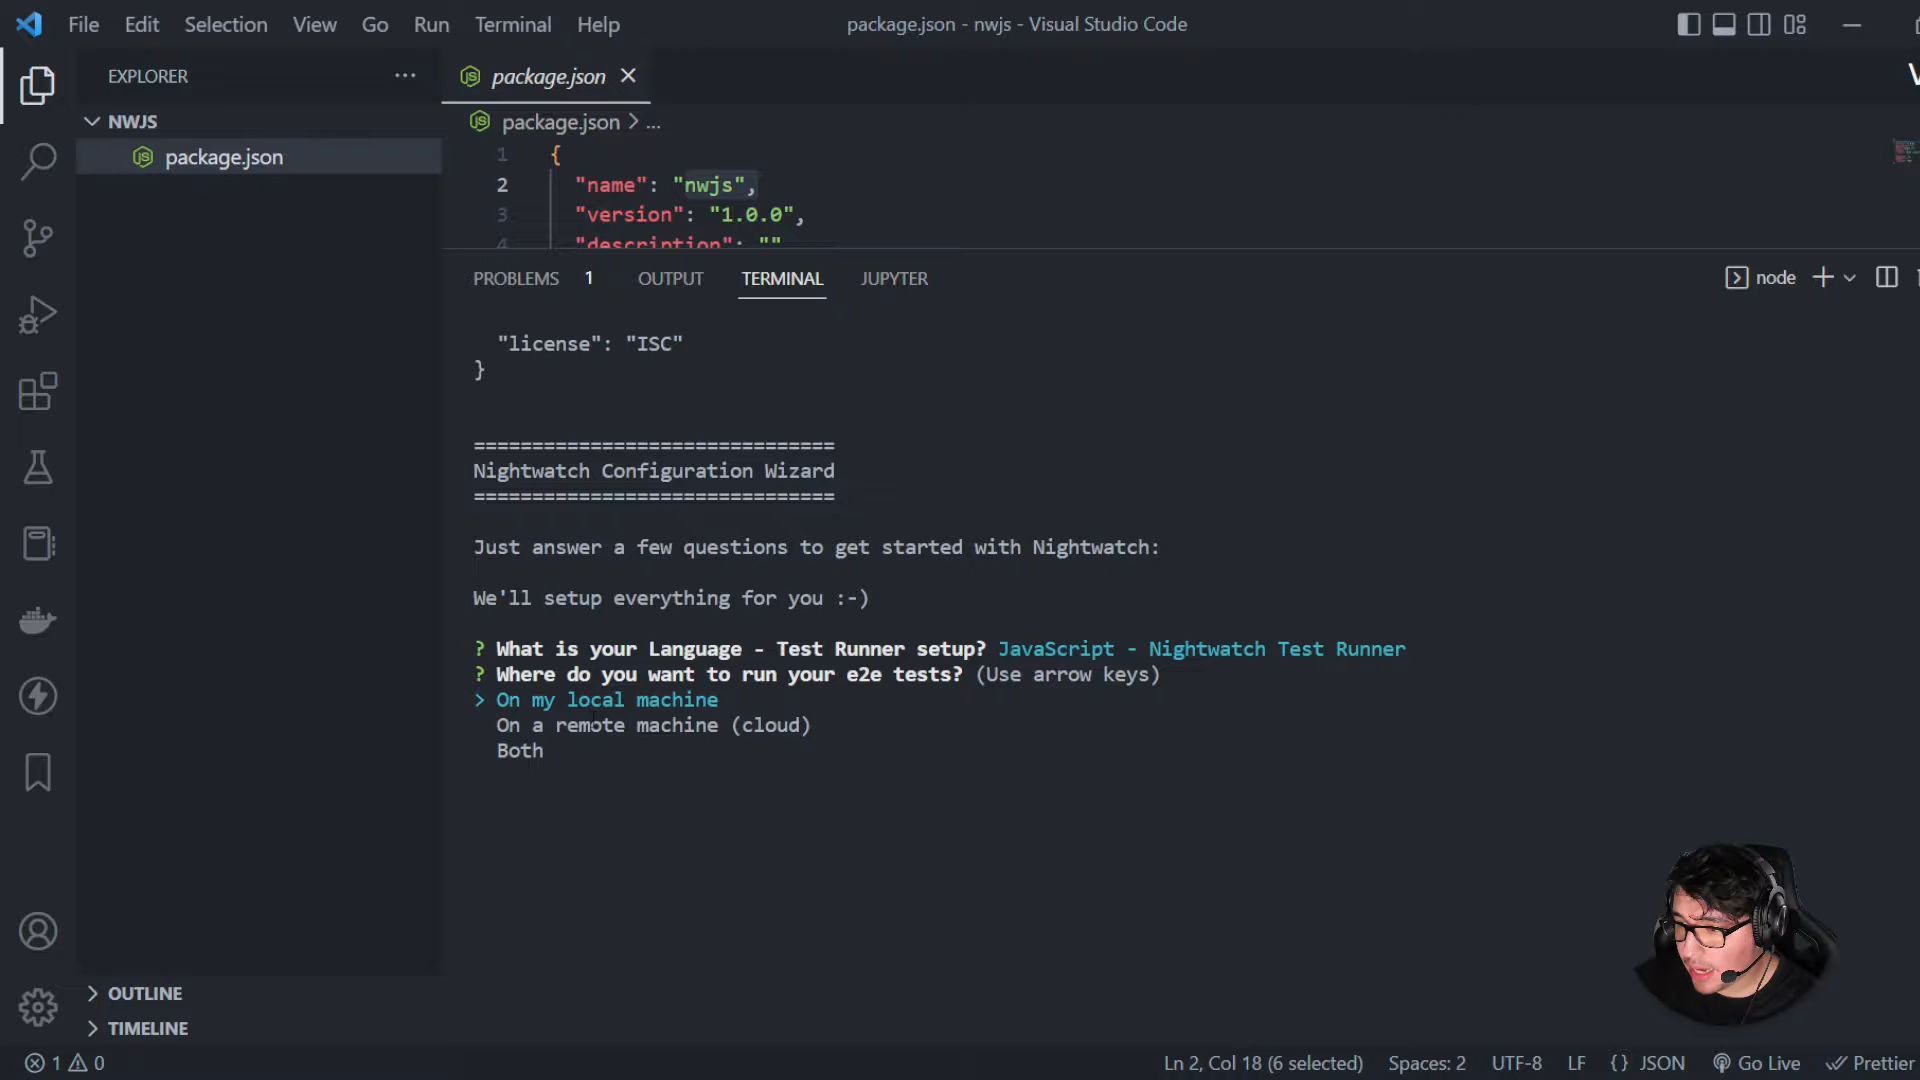 File Edit Selection View Go Run Terminal Help
package.json - nwjs - Visual Studio Code
EXPLORER
NWJS
package.json
package.json
package.json > ...
1 {
2 "name": "nwjs",
3 "version": "1.0.0",
4 "description": ""
PROBLEMS 1 OUTPUT TERMINAL JUPYTER
node
"license": "ISC"
}
===============================
Nightwatch Configuration Wizard
===============================
Just answer a few questions to get started with Nightwatch:
We'll setup everything for you :-)
? What is your Language - Test Runner setup? JavaScript - Nightwatch Test Runner
? Where do you want to run your e2e tests? (Use arrow keys)
> On my local machine
On a remote machine (cloud)
Both
OUTLINE
TIMELINE
1 0
Ln 2, Col 18 (6 selected) Spaces: 2 UTF-8 LF {} JSON Go Live Prettier